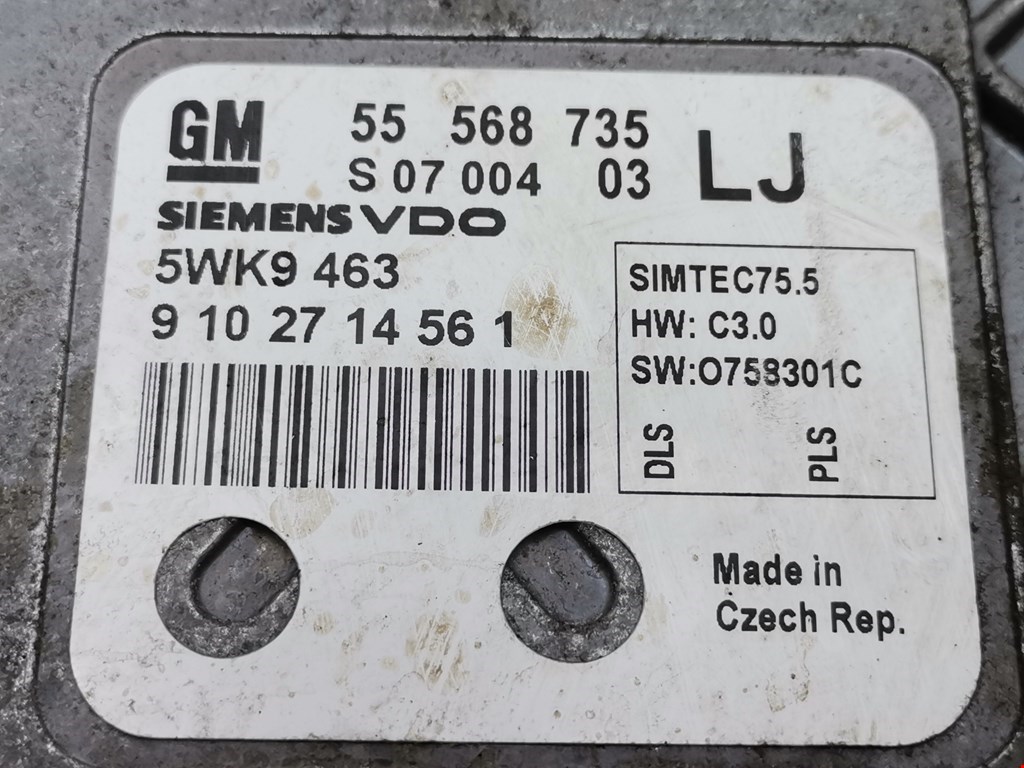 GM 55 568 735 LJ
S 07 004 03
SIEMENS VDO
5WK9 463
9 10 27 14 56 1
SIMTEC75.5
HW: C3.0
SW:O758301C
DLS PLS
Made in
Czech Rep.